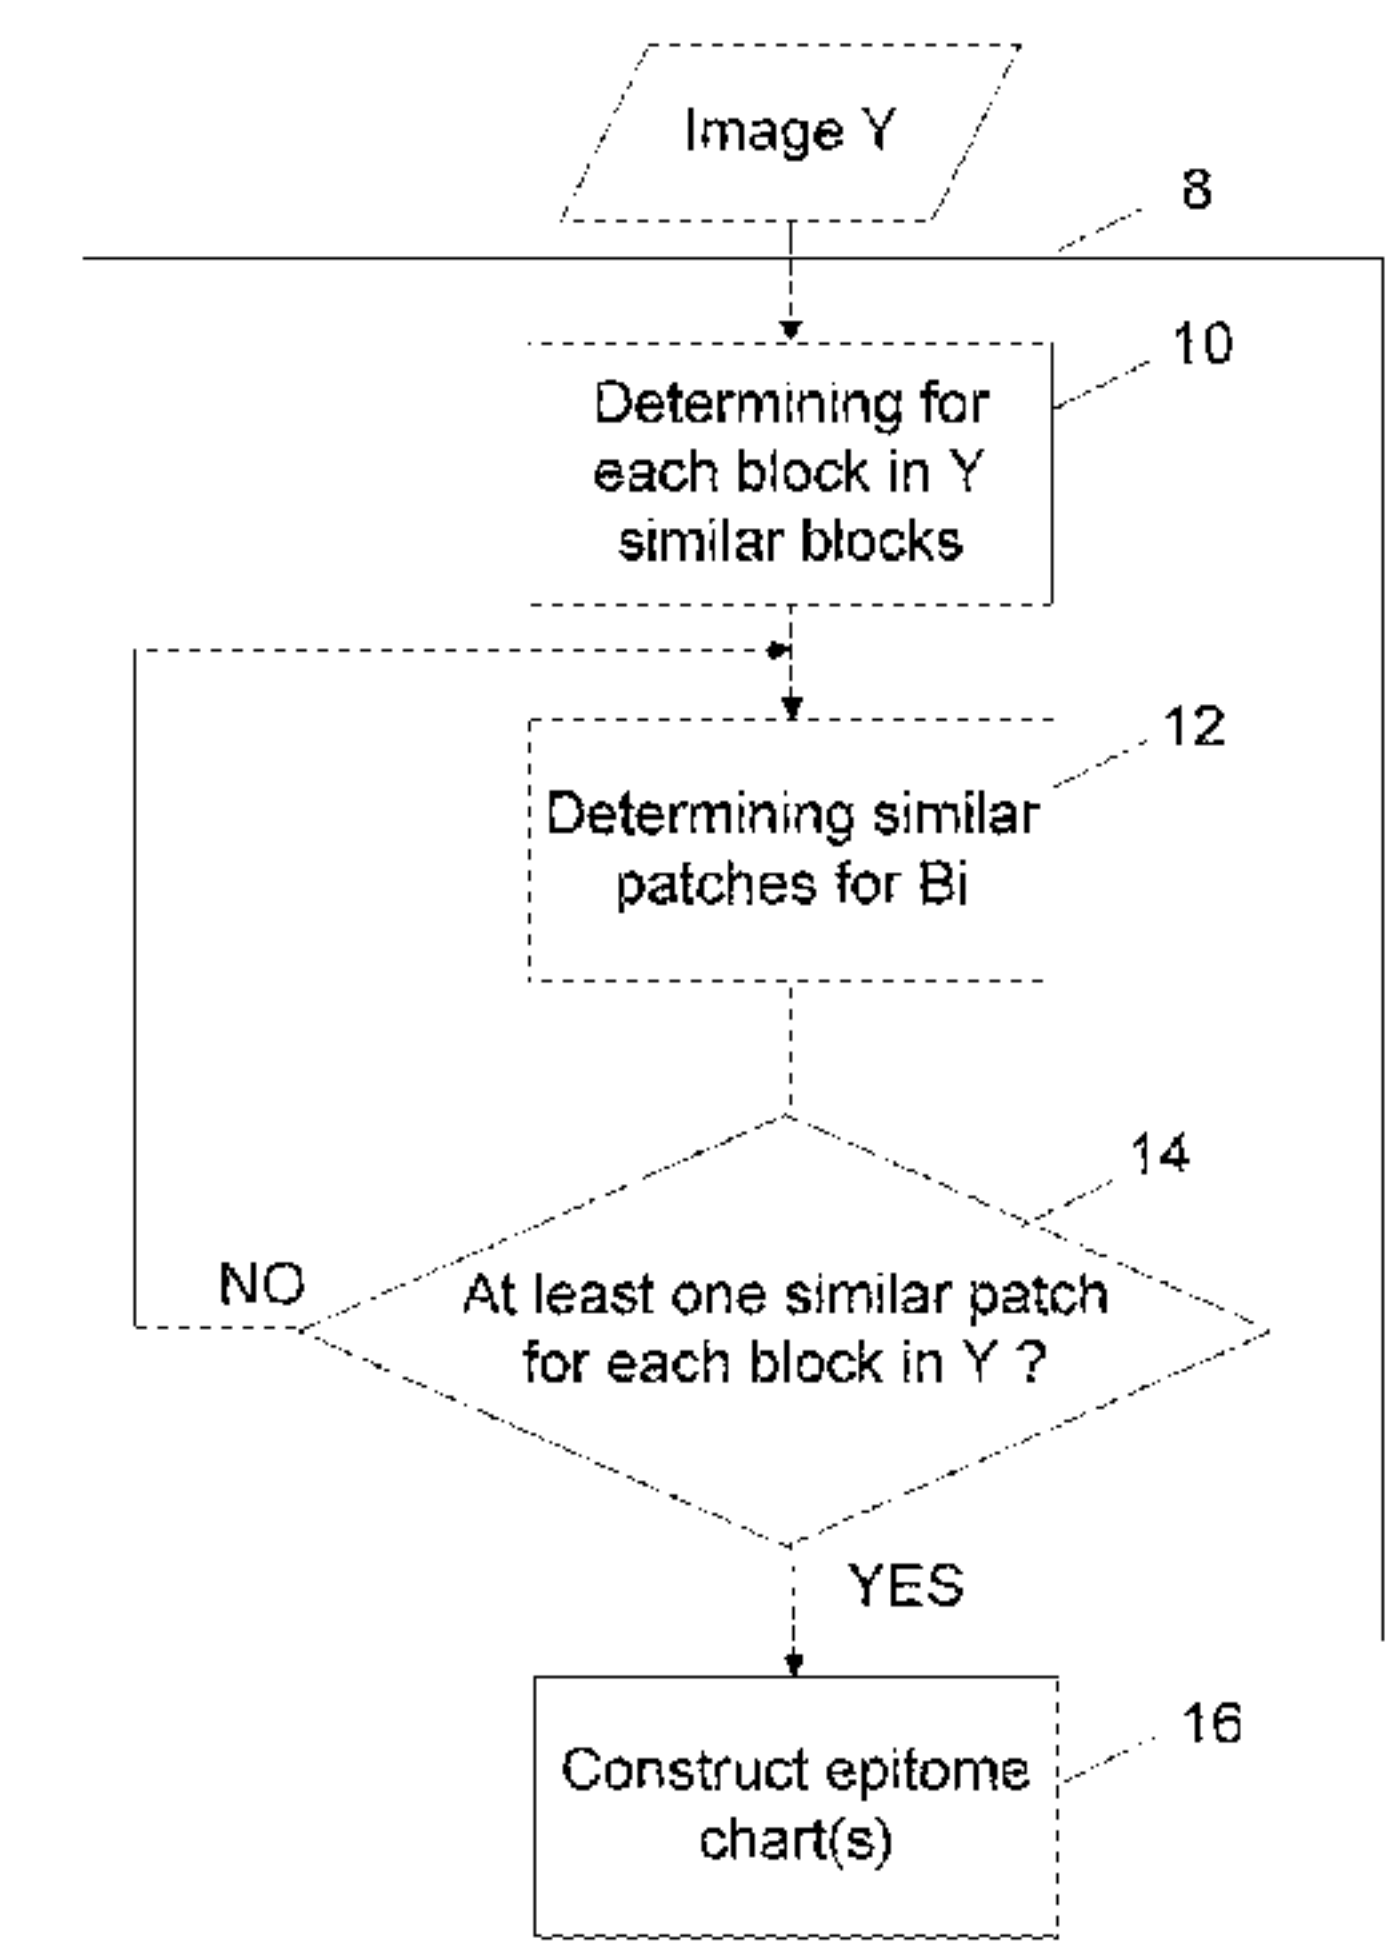 Image Y
8
10
Determining for
each block in Y
similar blocks
12
Determining similar
patches for Bi
14
NO
At least one similar patch
for each block in Y ?
YES
16
Construct epitome
chart(s)